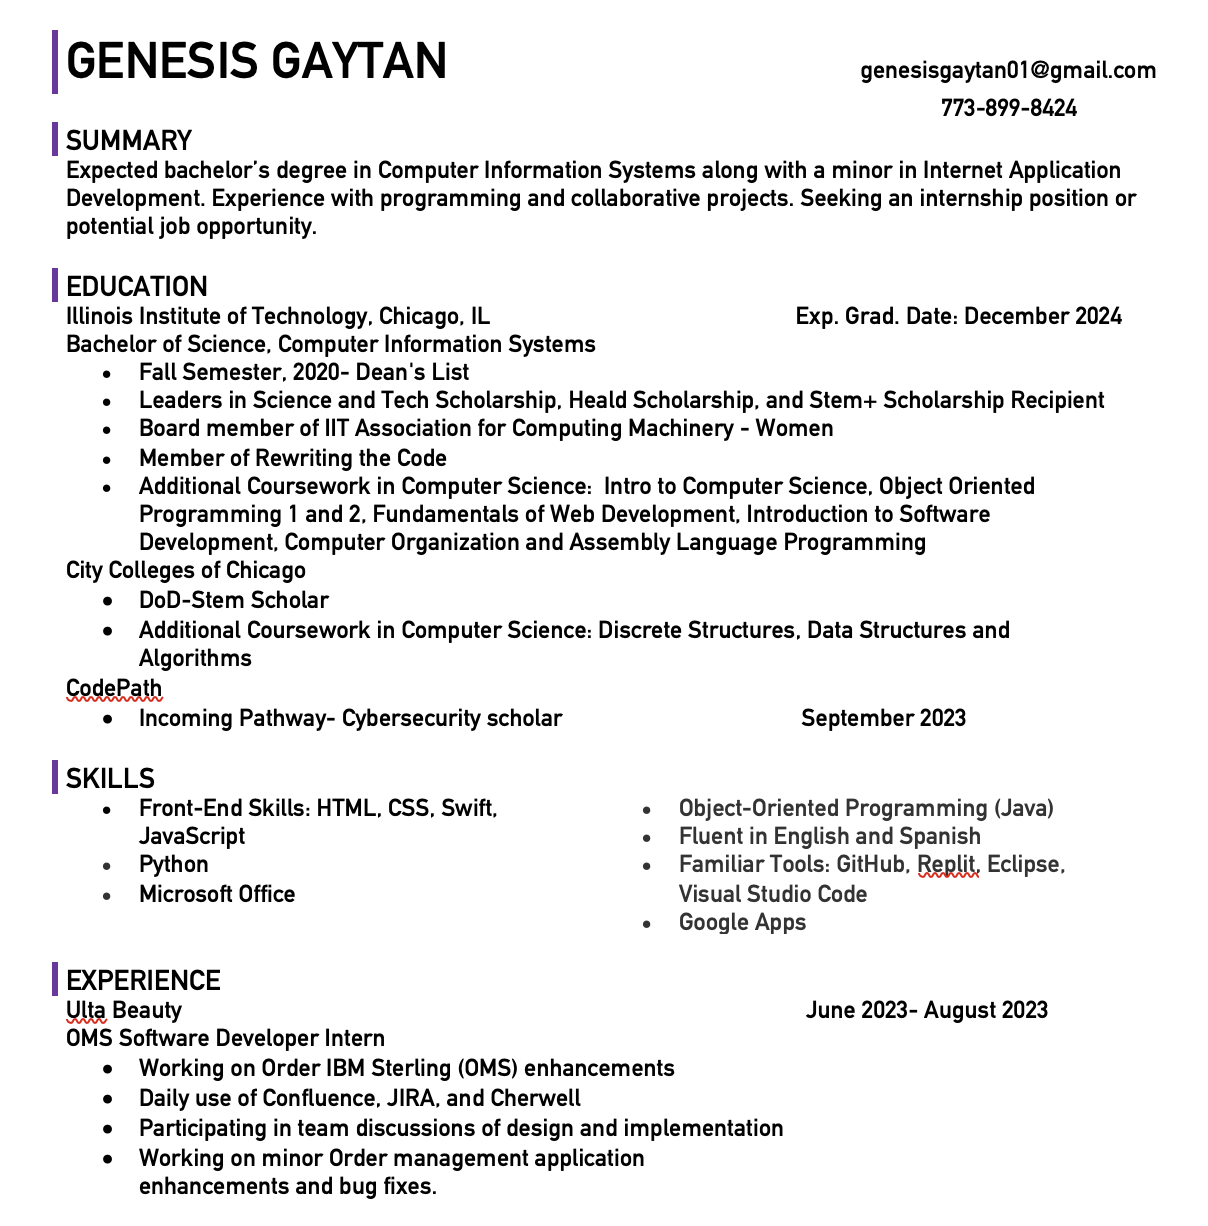 GENESIS GAYTAN
genesisgaytan01@gmail.com
773-899-8424
SUMMARY
Expected bachelor's degree in Computer Information Systems along with a minor in Internet Application
Development. Experience with programming and collaborative projects. Seeking an internship position or
potential job opportunity.
EDUCATION
Illinois Institute of Technology, Chicago, IL Exp. Grad. Date: December 2024
Bachelor of Science, Computer Information Systems
• Fall Semester, 2020- Dean's List
• Leaders in Science and Tech Scholarship, Heald Scholarship, and Stem+ Scholarship Recipient
• Board member of IIT Association for Computing Machinery - Women
• Member of Rewriting the Code
• Additional Coursework in Computer Science:  Intro to Computer Science, Object Oriented
Programming 1 and 2, Fundamentals of Web Development, Introduction to Software
Development, Computer Organization and Assembly Language Programming
City Colleges of Chicago
• DoD-Stem Scholar
• Additional Coursework in Computer Science: Discrete Structures, Data Structures and
Algorithms
CodePath
• Incoming Pathway- Cybersecurity scholar September 2023
SKILLS
• Front-End Skills: HTML, CSS, Swift,
JavaScript
• Python
• Microsoft Office
• Object-Oriented Programming (Java)
• Fluent in English and Spanish
• Familiar Tools: GitHub, Replit, Eclipse,
Visual Studio Code
• Google Apps
EXPERIENCE
Ulta Beauty June 2023- August 2023
OMS Software Developer Intern
• Working on Order IBM Sterling (OMS) enhancements
• Daily use of Confluence, JIRA, and Cherwell
• Participating in team discussions of design and implementation
• Working on minor Order management application
enhancements and bug fixes.